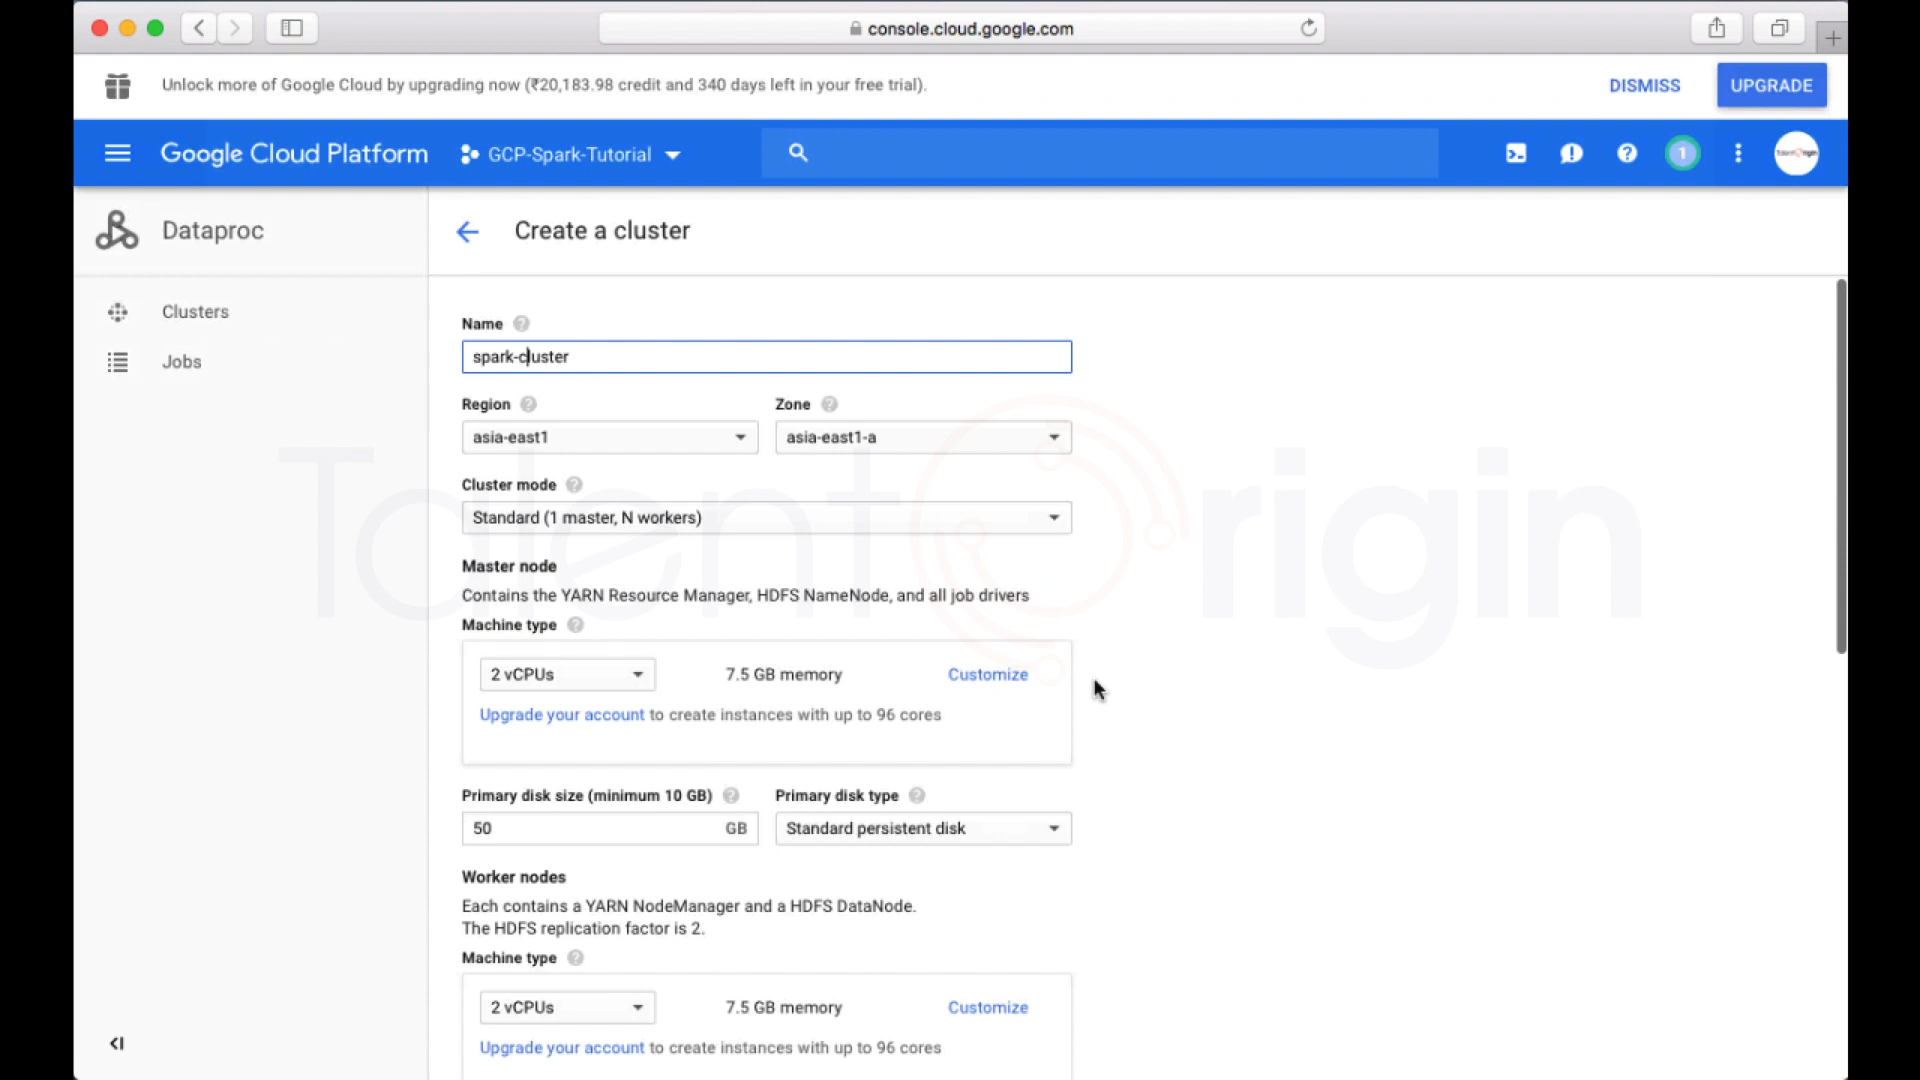 console.cloud.google.com
Unlock more of Google Cloud by upgrading now (₹20,183.98 credit and 340 days left in your free trial).
DISMISS
UPGRADE
Google Cloud Platform
GCP-Spark-Tutorial
1
Talent Origin
Dataproc
Create a cluster
Clusters
Jobs
Name
spark-cluster
Region
Zone
asia-east1
asia-east1-a
Cluster mode
Standard (1 master, N workers)
Master node
Contains the YARN Resource Manager, HDFS NameNode, and all job drivers
Machine type
2 vCPUs
7.5 GB memory
Customize
Upgrade your account to create instances with up to 96 cores
Primary disk size (minimum 10 GB)
Primary disk type
50 GB
Standard persistent disk
Worker nodes
Each contains a YARN NodeManager and a HDFS DataNode.
The HDFS replication factor is 2.
Machine type
2 vCPUs
7.5 GB memory
Customize
Upgrade your account to create instances with up to 96 cores
TalentOrigin